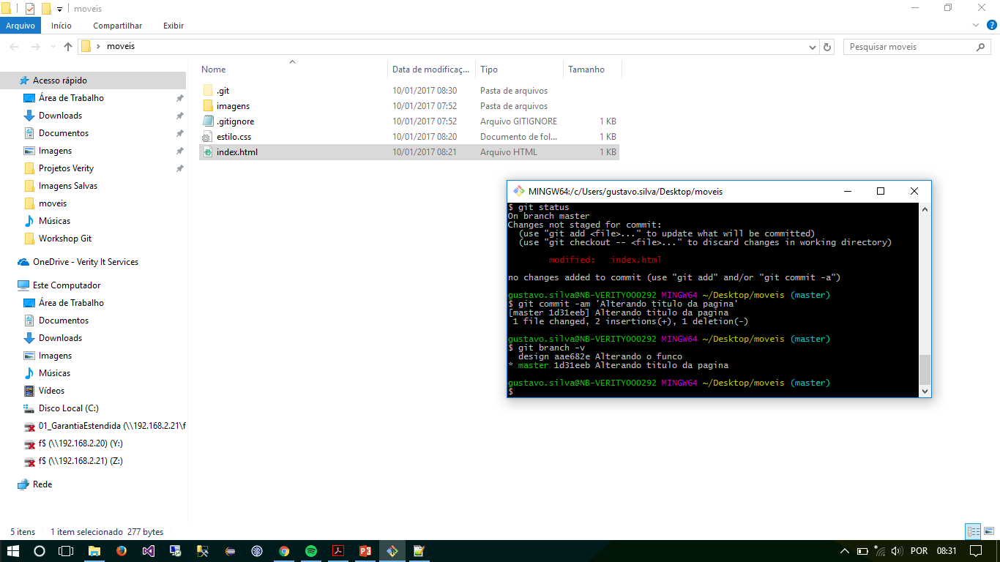 moveis
Arquivo Início Compartilhar Exibir
moveis
Pesquisar moveis
Nome Data de modificaç... Tipo Tamanho
.git 10/01/2017 08:30 Pasta de arquivos
imagens 10/01/2017 07:52 Pasta de arquivos
.gitignore 10/01/2017 07:52 Arquivo GITIGNORE 1 KB
estilo.css 10/01/2017 08:20 Documento de fol... 1 KB
index.html 10/01/2017 08:21 Arquivo HTML 1 KB
Acesso rápido
Área de Trabalho
Downloads
Documentos
Imagens
Projetos Verity
Imagens Salvas
moveis
Músicas
Workshop Git
OneDrive - Verity It Services
Este Computador
Área de Trabalho
Documentos
Downloads
Imagens
Músicas
Vídeos
Disco Local (C:)
01_GarantiaEstendida (\\192.168.2.21\f
f$ (\\192.168.2.20) (Y:)
f$ (\\192.168.2.21) (Z:)
Rede
MINGW64:/c/Users/gustavo.silva/Desktop/moveis
$ git status
On branch master
Changes not staged for commit:
(use "git add <file>..." to update what will be committed)
(use "git checkout -- <file>..." to discard changes in working directory)
modified: index.html
no changes added to commit (use "git add" and/or "git commit -a")
gustavo.silva@NB-VERITY000292 MINGW64 ~/Desktop/moveis (master)
$ git commit -am 'Alterando titulo da pagina'
[master 1d31eeb] Alterando titulo da pagina
1 file changed, 2 insertions(+), 1 deletion(-)
gustavo.silva@NB-VERITY000292 MINGW64 ~/Desktop/moveis (master)
$ git branch -v
design aae682e Alterando o funco
* master 1d31eeb Alterando titulo da pagina
gustavo.silva@NB-VERITY000292 MINGW64 ~/Desktop/moveis (master)
$
5 itens 1 item selecionado 277 bytes
POR 08:31